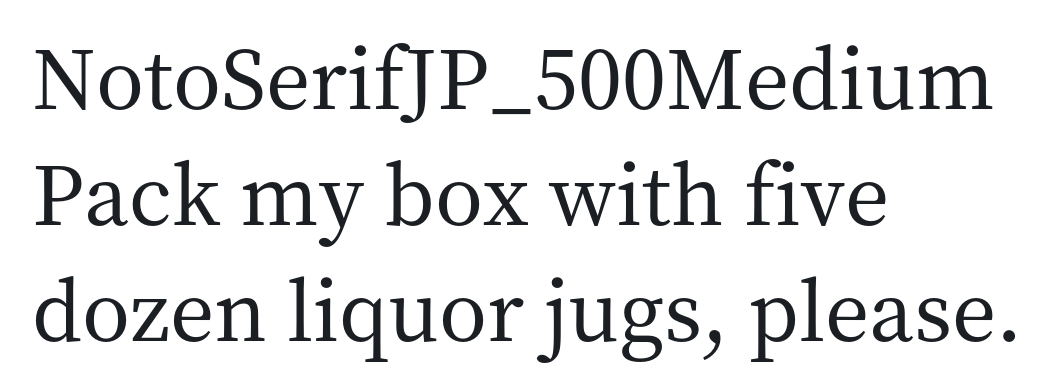 NotoSerifJP_500Medium
Pack my box with five
dozen liquor jugs, please.